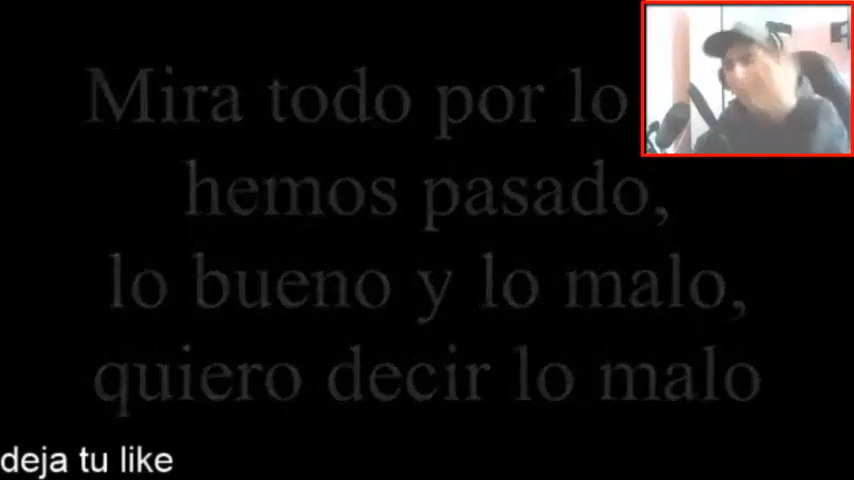 Mira todo por lo
hemos pasado,
lo bueno y lo malo,
quiero decir lo malo
deja tu like